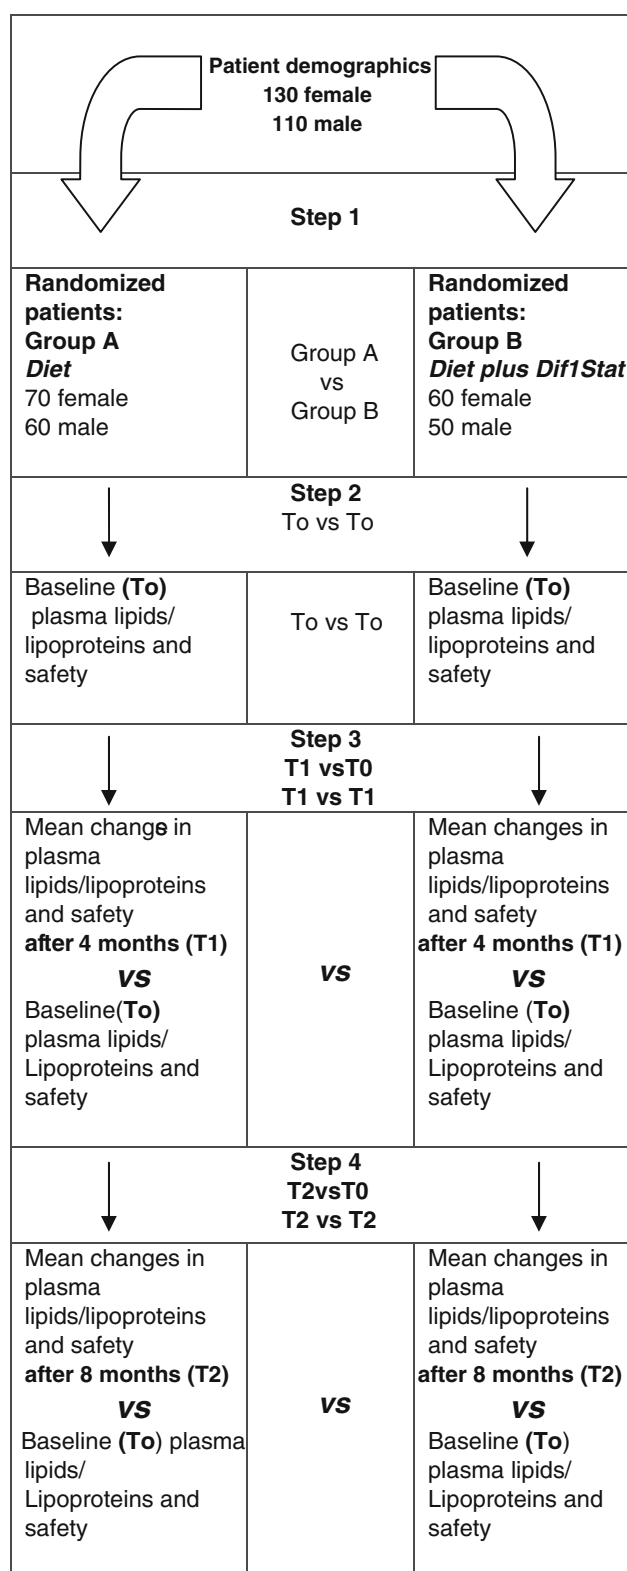 Patient demographics
130 female
110 male
Step 1
Randomized
patients:
Group A
Diet
70 female
60 male
Group A
vs
Group B
Randomized
patients:
Group B
Diet plus Dif1Stat
60 female
50 male
Step 2
To vs To
Baseline (To)
plasma lipids/
lipoproteins and
safety
To vs To
Baseline (To)
plasma lipids/
lipoproteins and
safety
Step 3
T1 vsT0
T1 vs T1
Mean changes in
plasma
lipids/lipoproteins
and safety
after 4 months (T1)
vs
Baseline(To)
plasma lipids/
Lipoproteins and
safety
vs
Mean changes in
plasma
lipids/lipoproteins
and safety
after 4 months (T1)
vs
Baseline (To)
plasma lipids/
Lipoproteins and
safety
Step 4
T2vsT0
T2 vs T2
Mean changes in
plasma
lipids/lipoproteins
and safety
after 8 months (T2)
vs
Baseline (To) plasma
lipids/
Lipoproteins and
safety
vs
Mean changes in
plasma
lipids/lipoproteins
and safety
after 8 months (T2)
vs
Baseline (To)
plasma lipids/
Lipoproteins and
safety